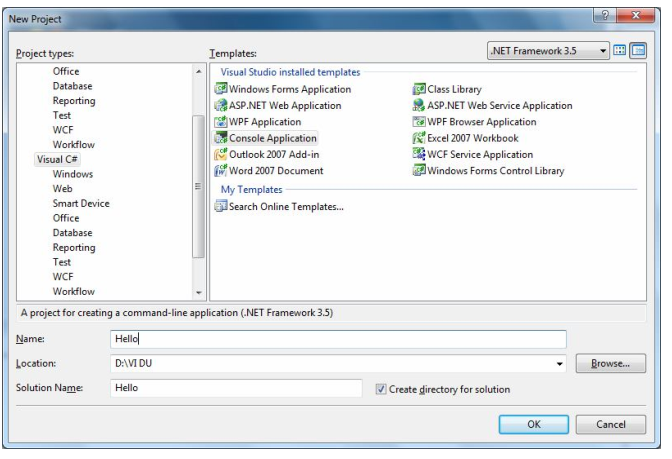 New Project
Project types:
Templates:
.NET Framework 3.5
Office
Database
Reporting
Test
WCF
Workflow
Visual C#
Windows
Web
Smart Device
Office
Database
Reporting
Test
WCF
Workflow
Visual Studio installed templates
Windows Forms Application
Class Library
ASP.NET Web Application
ASP.NET Web Service Application
WPF Application
WPF Browser Application
Console Application
Excel 2007 Workbook
Outlook 2007 Add-in
WCF Service Application
Word 2007 Document
Windows Forms Control Library
My Templates
Search Online Templates...
A project for creating a command-line application (.NET Framework 3.5)
Name: Hello
Location: D:\VI DU
Browse...
Solution Name: Hello
Create directory for solution
OK
Cancel